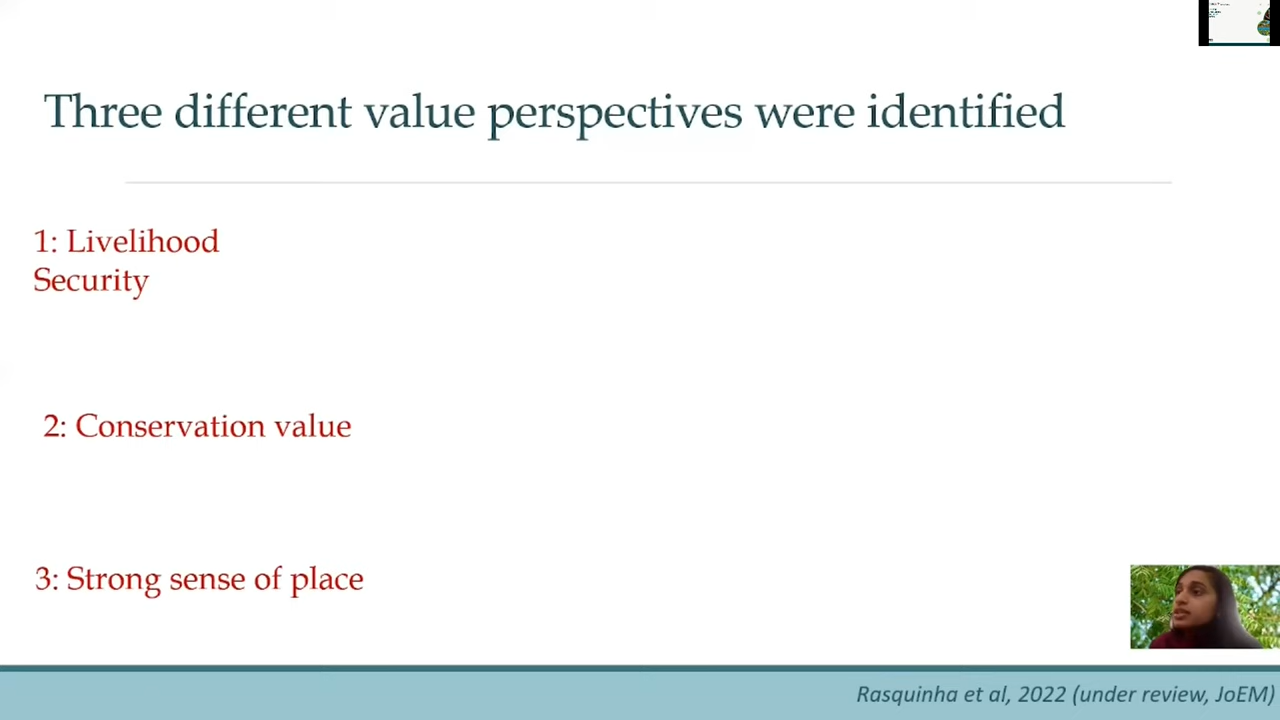 Three different value perspectives were identified
1: Livelihood
Security
2: Conservation value
3: Strong sense of place
Rasquinha et al, 2022 (under review, JoEM)